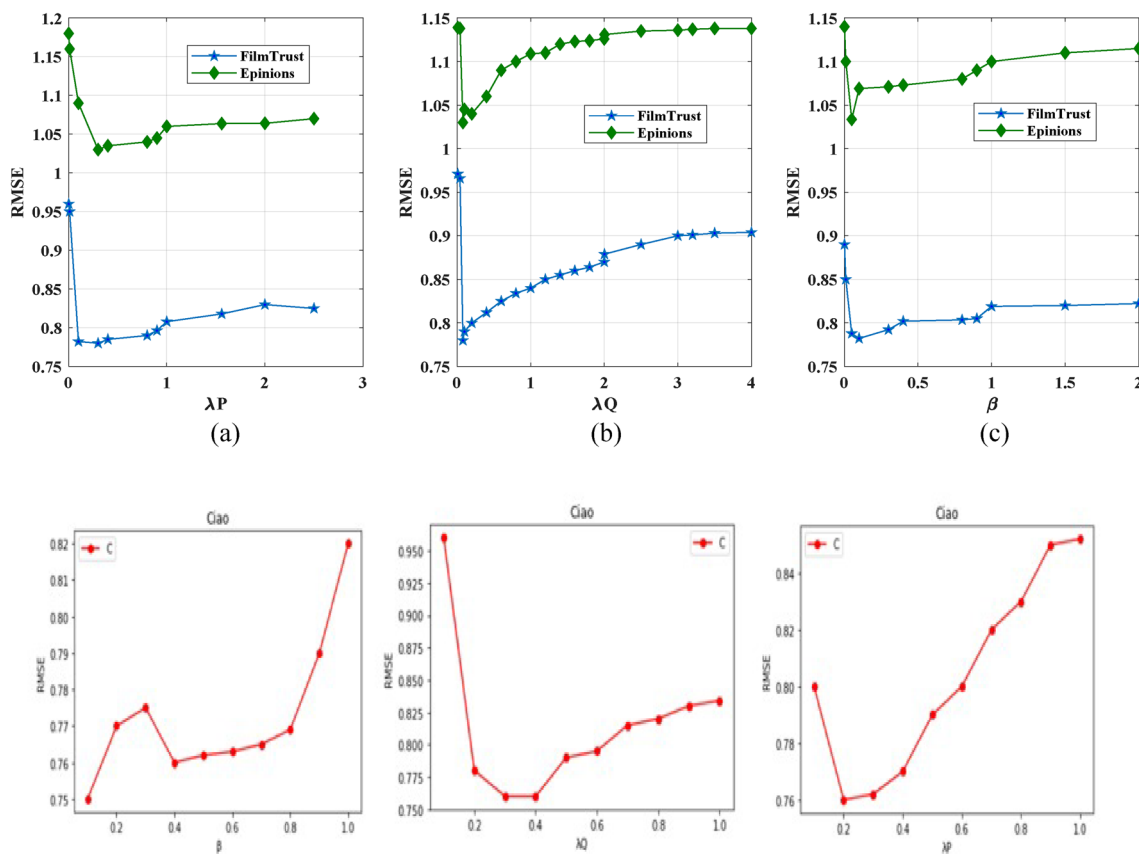 1.2
1.15
1.1
1.05
1
0.95
0.9
0.85
0.8
0.75
RMSE
0 1 2 3
λP
FilmTrust
Epinions
(a)
1.15
1.1
1.05
1
0.95
0.9
0.85
0.8
0.75
RMSE
0 1 2 3 4
λQ
FilmTrust
Epinions
(b)
1.15
1.1
1.05
1
0.95
0.9
0.85
0.8
0.75
RMSE
0 0.5 1 1.5 2
β
FilmTrust
Epinions
(c)
Ciao
C
0.82
0.81
0.80
0.79
0.78
0.77
0.76
0.75
RMSE
0.2 0.4 0.6 0.8 1.0
β
Ciao
C
0.950
0.925
0.900
0.875
0.850
0.825
0.800
0.775
0.750
RMSE
0.2 0.4 0.6 0.8 1.0
λQ
Ciao
C
0.84
0.82
0.80
0.78
0.76
RMSE
0.2 0.4 0.6 0.8 1.0
λP